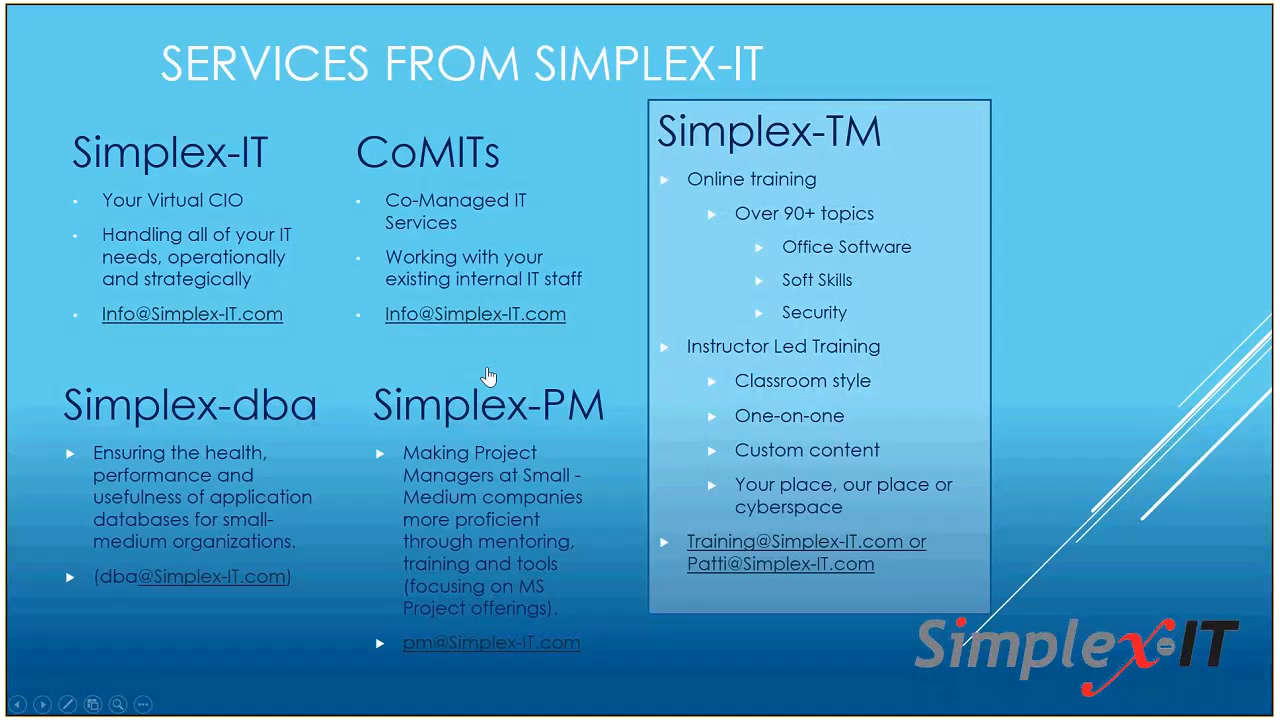 SERVICES FROM SIMPLEX-IT
Simplex-IT
Your Virtual CIO
Handling all of your IT
needs, operationally
and strategically
Info@Simplex-IT.com
CoMITs
Co-Managed IT
Services
Working with your
existing internal IT staff
Info@Simplex-IT.com
Simplex-dba
Ensuring the health,
performance and
usefulness of application
databases for small-
medium organizations.
(dba@Simplex-IT.com)
Simplex-PM
Making Project
Managers at Small -
Medium companies
more proficient
through mentoring,
training and tools
(focusing on MS
Project offerings).
pm@Simplex-IT.com
Simplex-TM
Online training
Over 90+ topics
Office Software
Soft Skills
Security
Instructor Led Training
Classroom style
One-on-one
Custom content
Your place, our place or
cyberspace
Training@Simplex-IT.com or
Patti@Simplex-IT.com
Simplex-IT